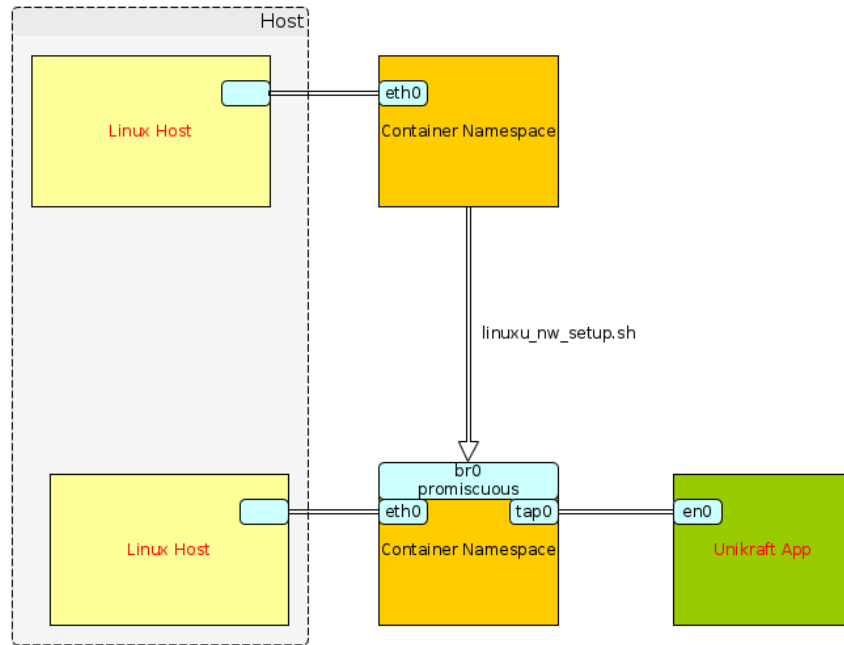 Host
eth0
Linux Host
Container Namespace
linuxu_nw_setup.sh
br0
promiscuous
eth0
tap0
en0
Linux Host
Container Namespace
Unikraft App